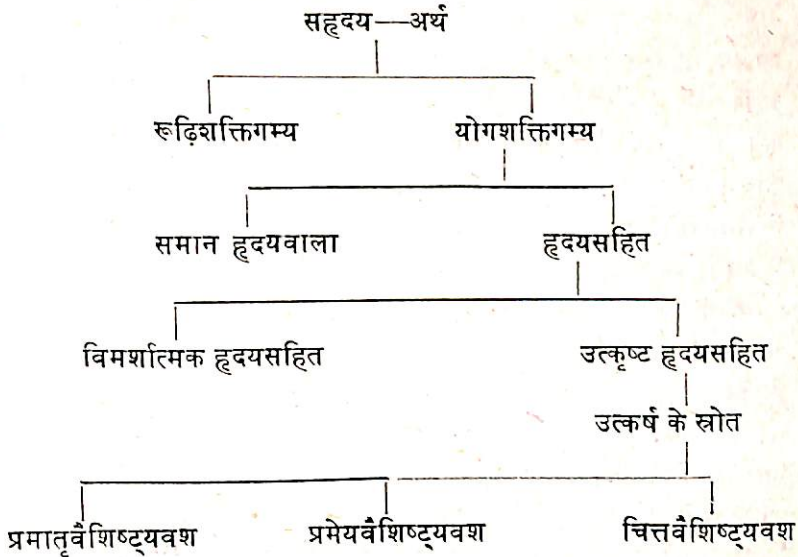 सहृदय—अर्थ
रूढ़िशक्तिगम्य योगशक्तिगम्य
समान हृदयवाला हृदयसहित
विमर्शात्मक हृदयसहित उत्कृष्ट हृदयसहित
उत्कर्ष के स्रोत
प्रमातृवैशिष्ट्यवश प्रमेयवैशिष्ट्यवश चित्तवैशिष्ट्यवश